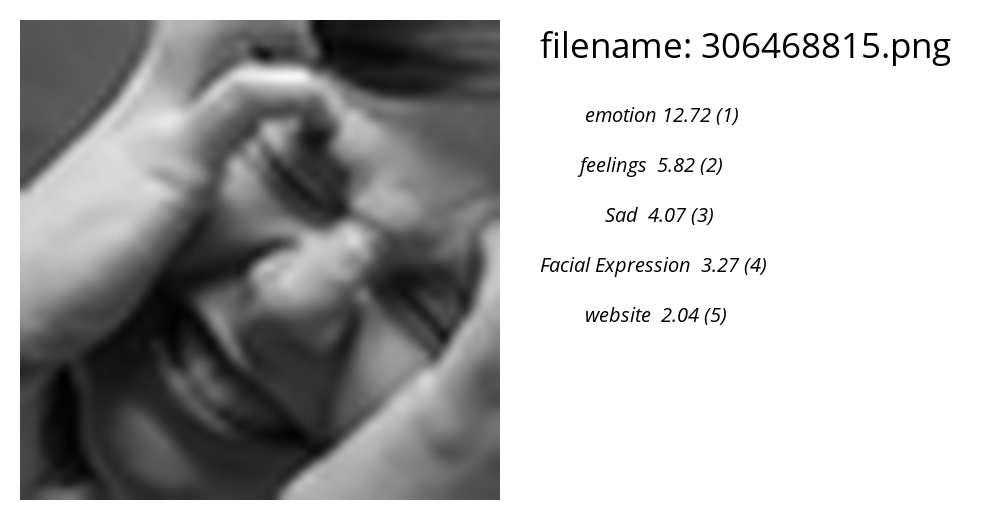 filename: 306468815.png
emotion 12.72 (1)
feelings 5.82 (2)
Sad 4.07 (3)
Facial Expression 3.27 (4)
website 2.04 (5)